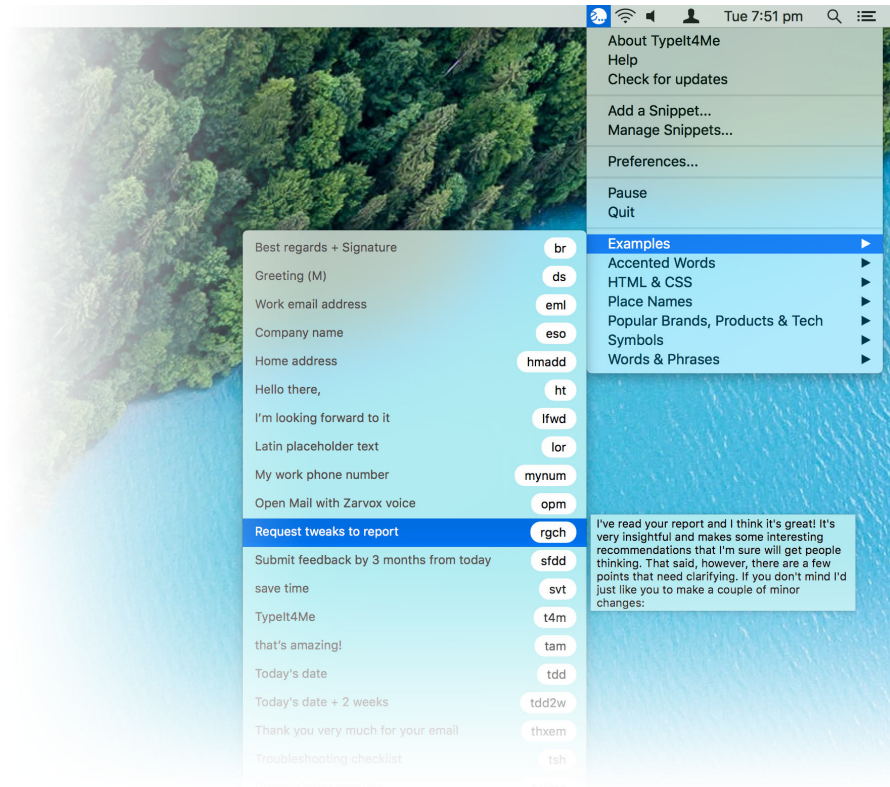 Tue 7:51 pm
About TypeIt4Me
Help
Check for updates
Add a Snippet...
Manage Snippets...
Preferences...
Pause
Quit
Examples
Accented Words
HTML & CSS
Place Names
Popular Brands, Products & Tech
Symbols
Words & Phrases
Best regards + Signature br
Greeting (M) ds
Work email address eml
Company name eso
Home address hmadd
Hello there, ht
I'm looking forward to it lfwd
Latin placeholder text lor
My work phone number mynum
Open Mail with Zarvox voice opm
Request tweaks to report rgch
Submit feedback by 3 months from today sfdd
save time svt
TypeIt4Me t4m
that's amazing! tam
Today's date tdd
Today's date + 2 weeks tdd2w
Thank you very much for your email thxem
Troubleshooting checklist tsh
I've read your report and I think it's great! It's
very insightful and makes some interesting
recommendations that I'm sure will get people
thinking. That said, however, there are a few
points that need clarifying. If you don't mind I'd
just like you to make a couple of minor
changes: